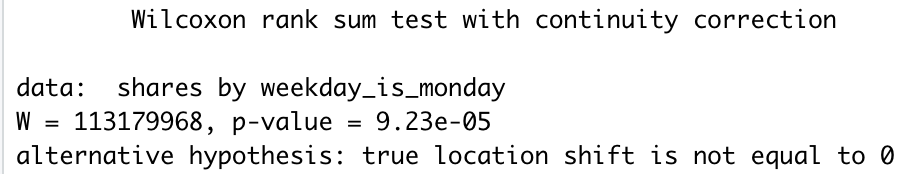 Wilcoxon rank sum test with continuity correction
data:  shares by weekday_is_monday
W = 113179968, p-value = 9.23e-05
alternative hypothesis: true location shift is not equal to 0